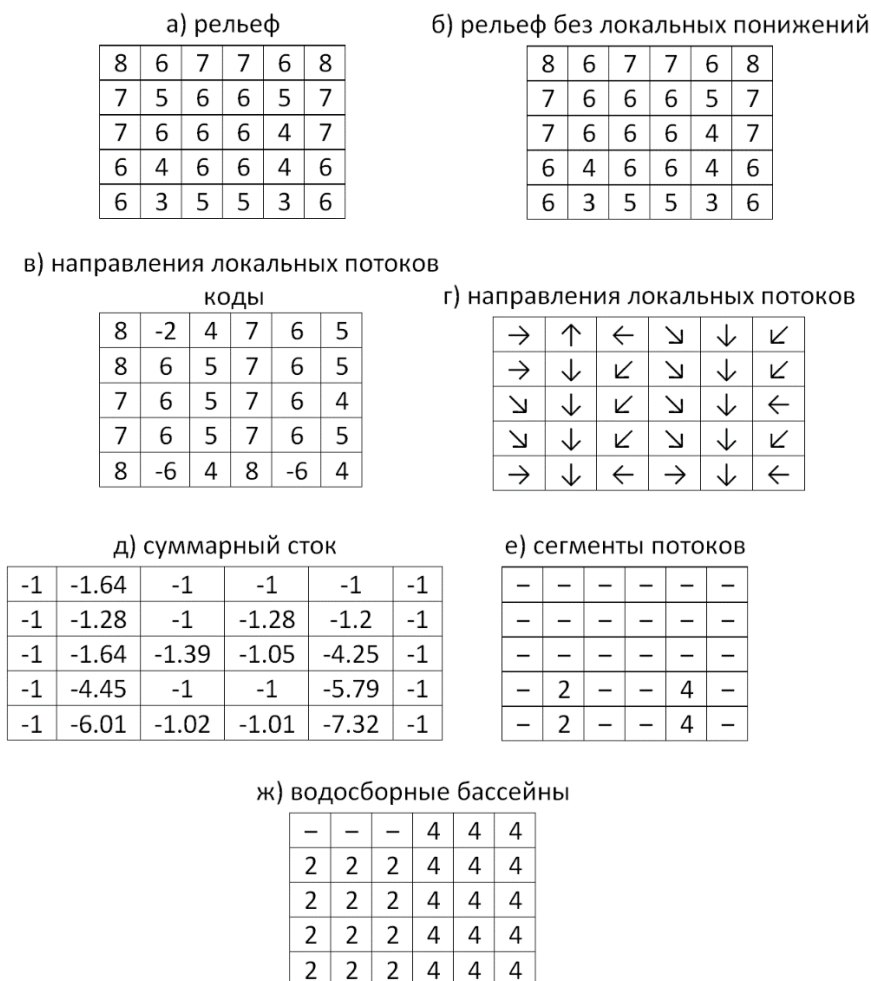 а) рельеф
8 6 7 7 6 8
7 5 6 6 5 7
7 6 6 6 4 7
6 4 6 6 4 6
6 3 5 5 3 6
б) рельеф без локальных понижений
8 6 7 7 6 8
7 6 6 6 5 7
7 6 6 6 4 7
6 4 6 6 4 6
6 3 5 5 3 6
в) направления локальных потоков
коды
8 -2 4 7 6 5
8 6 5 7 6 5
7 6 5 7 6 4
7 6 5 7 6 5
8 -6 4 8 -6 4
г) направления локальных потоков
→ ↑ ← ↘ ↓ ↙
→ ↓ ↙ ↘ ↓ ↙
↘ ↓ ↙ ↘ ↓ ←
↘ ↓ ↙ ↘ ↓ ↙
→ ↓ ← → ↓ ←
д) суммарный сток
-1 -1.64 -1 -1 -1 -1
-1 -1.28 -1 -1.28 -1.2 -1
-1 -1.64 -1.39 -1.05 -4.25 -1
-1 -4.45 -1 -1 -5.79 -1
-1 -6.01 -1.02 -1.01 -7.32 -1
е) сегменты потоков
– – – – – –
– – – – – –
– – – – – –
– 2 – – 4 –
– 2 – – 4 –
ж) водосборные бассейны
– – – 4 4 4
2 2 2 4 4 4
2 2 2 4 4 4
2 2 2 4 4 4
2 2 2 4 4 4